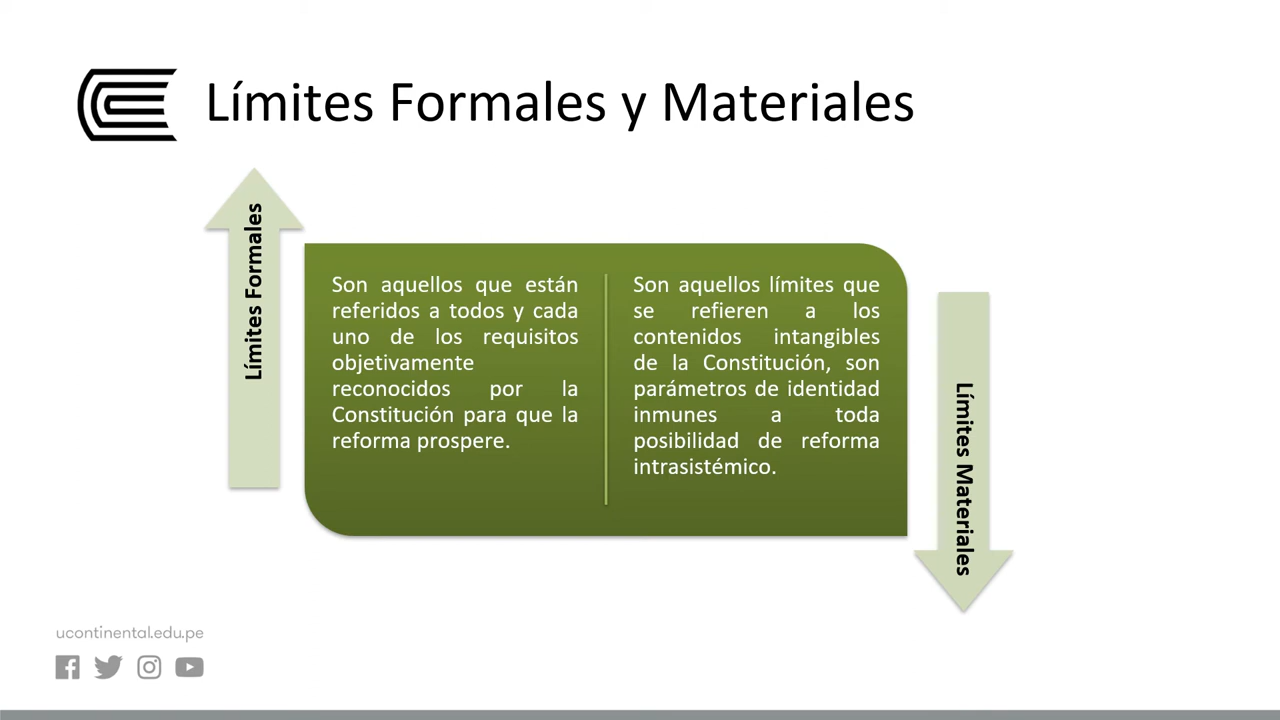 Límites Formales y Materiales
Límites Formales
Son aquellos que están
referidos a todos y cada
uno de los requisitos
objetivamente
reconocidos por la
Constitución para que la
reforma prospere.
Son aquellos límites que
se refieren a los
contenidos intangibles
de la Constitución, son
parámetros de identidad
inmunes a toda
posibilidad de reforma
intrasistémico.
Límites Materiales
ucontinental.edu.pe